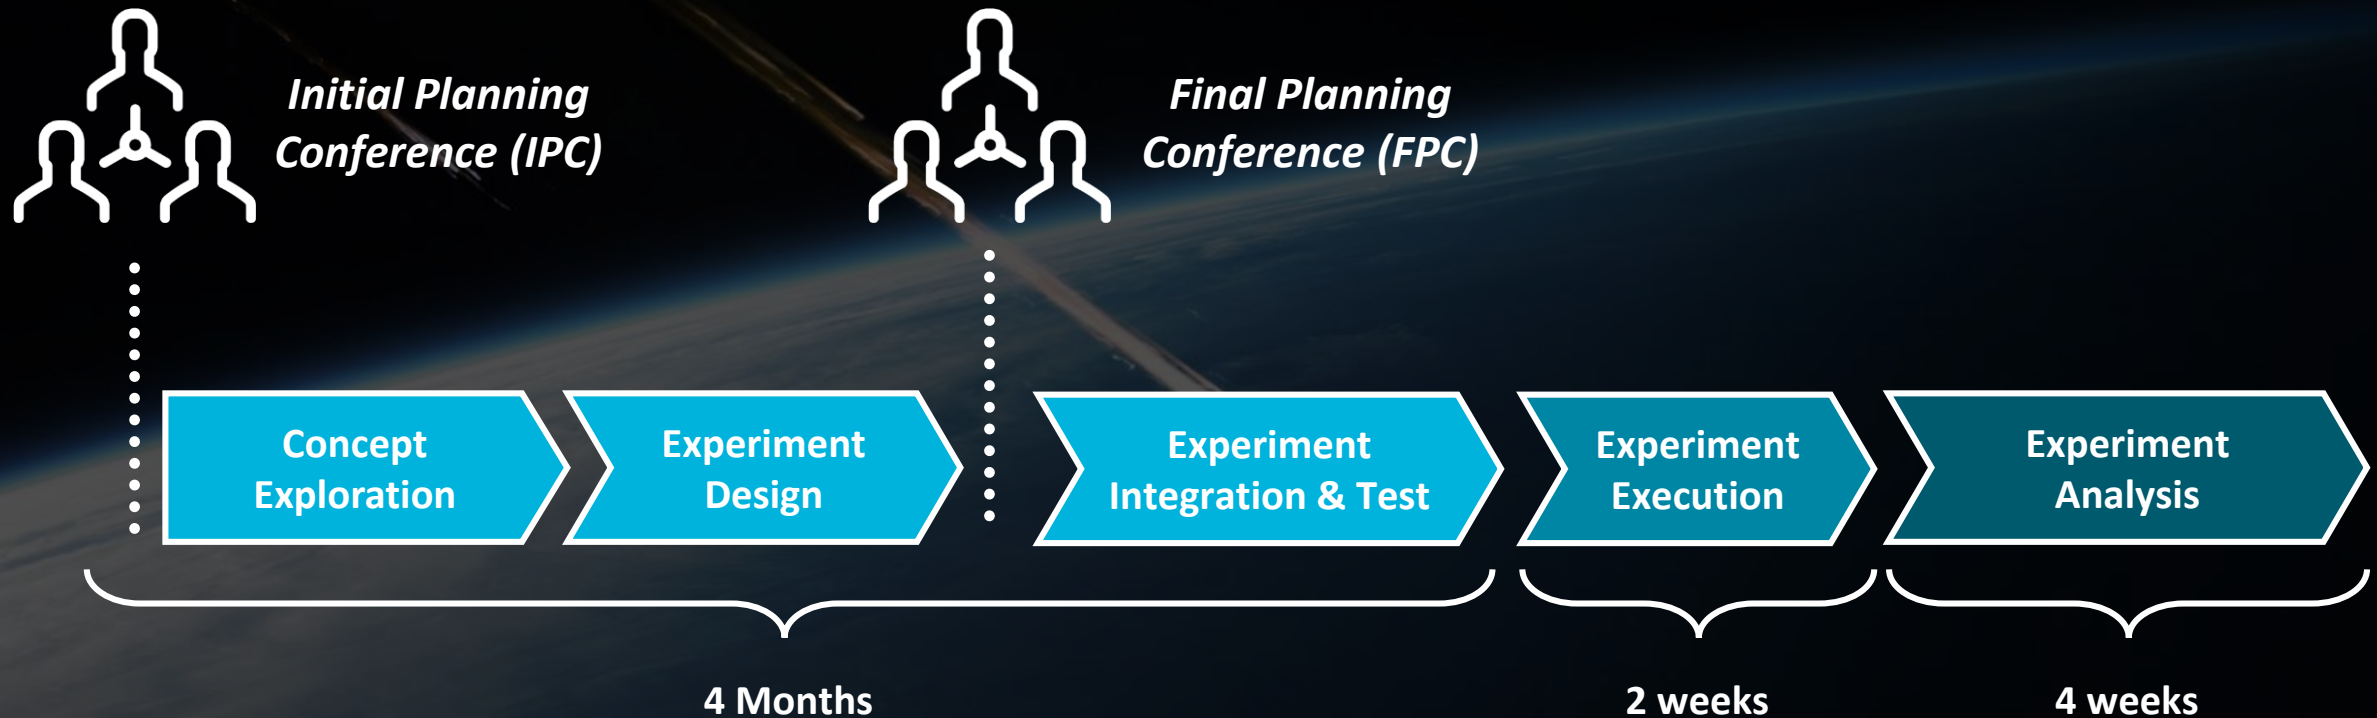 Initial Planning
Conference (IPC)
Final Planning
Conference (FPC)
Concept
Exploration
Experiment
Design
Experiment
Integration & Test
Experiment
Execution
Experiment
Analysis
4 Months
2 weeks
4 weeks